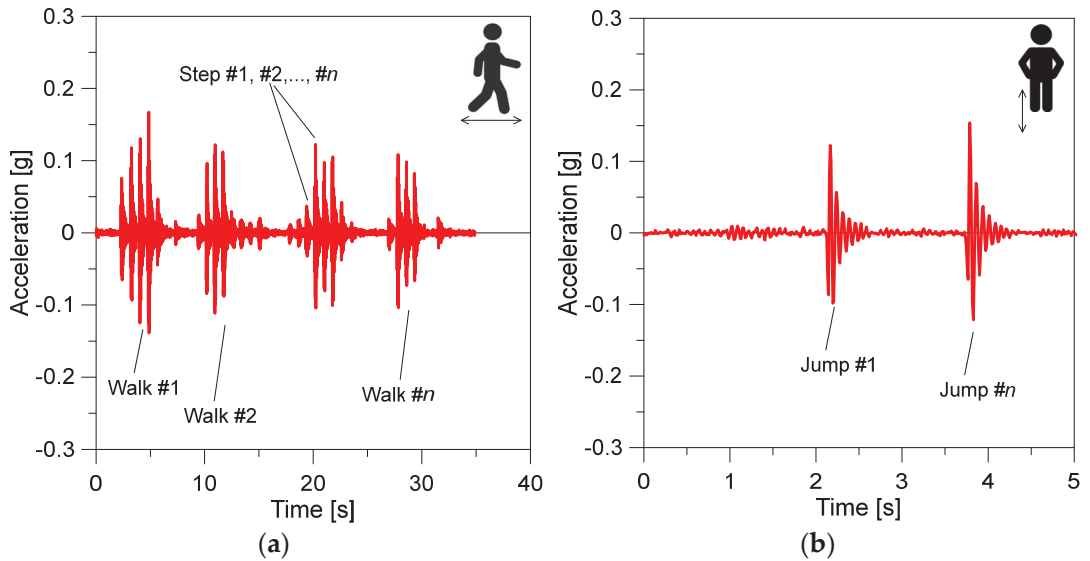 0.3
0.2
0.1
0
-0.1
-0.2
-0.3
Acceleration [g]
Step #1, #2,..., #n
Walk #1
Walk #2
Walk #n
0
10
20
30
40
Time [s]
(a)
0.3
0.2
0.1
0
-0.1
-0.2
-0.3
Acceleration [g]
Jump #1
Jump #n
0
1
2
3
4
5
Time [s]
(b)